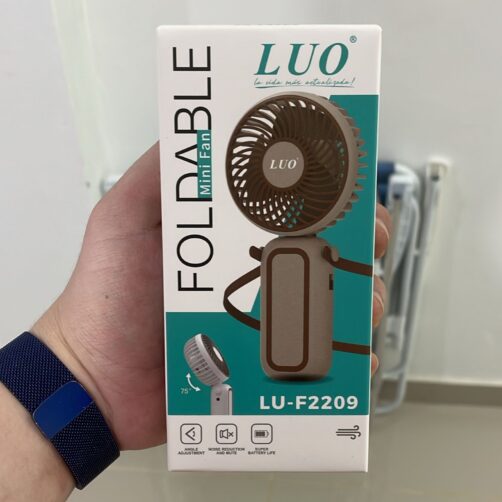 LUO®
la vida más actualizada!
FOLDABLE
Mini Fan
LUO
75°
LU-F2209
ANGLE
ADJUSTMENT
NOISE REDUCTION
AND MUTE
SUPER
BATTERY LIFE